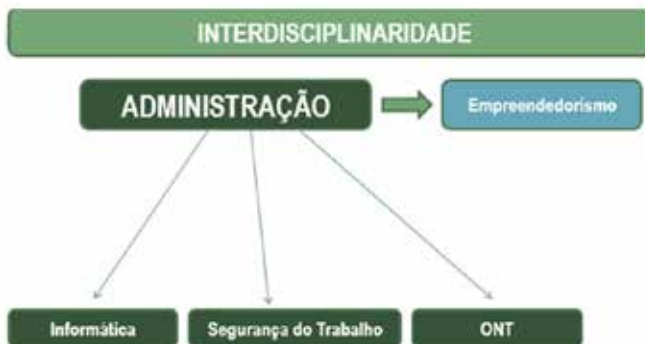 INTERDISCIPLINARIDADE
ADMINISTRAÇÃO
Empreendedorismo
Informática
Segurança do Trabalho
ONT